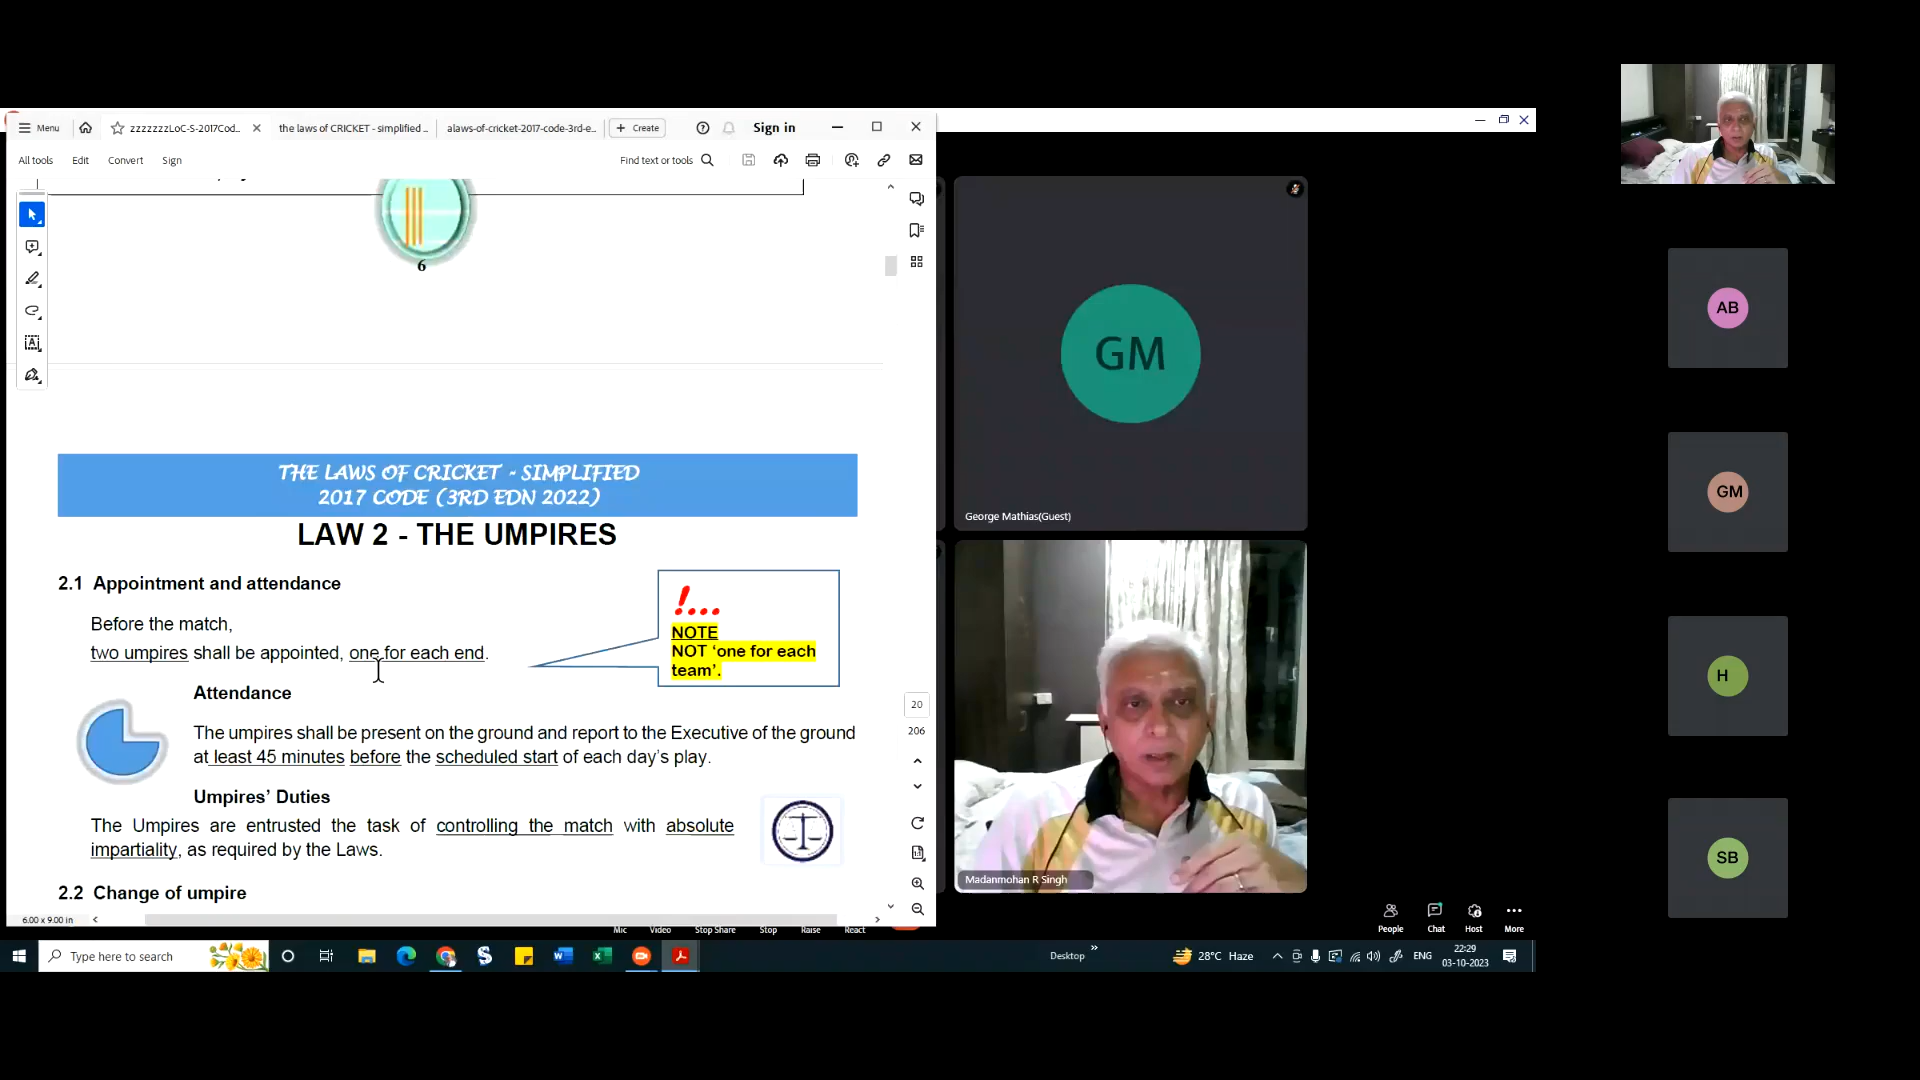 Menu
zzzzzzzLoC-S-2017Cod...
the laws of CRICKET - simplified ...
alaws-of-cricket-2017-code-3rd-e...
Create
Sign in
All tools
Edit
Convert
Sign
Find text or tools
6
THE LAWS OF CRICKET - SIMPLIFIED
2017 CODE (3RD EDN 2022)
LAW 2 - THE UMPIRES
2.1 Appointment and attendance
Before the match,
two umpires shall be appointed, one for each end.
!...
NOTE
NOT ‘one for each
team’.
Attendance
The umpires shall be present on the ground and report to the Executive of the ground
at least 45 minutes before the scheduled start of each day’s play.
Umpires’ Duties
The Umpires are entrusted the task of controlling the match with absolute
impartiality, as required by the Laws.
2.2 Change of umpire
20
206
6.00 x 9.00 in
GM
George Mathias(Guest)
Madanmohan R Singh
AB
GM
H
SB
Mic
Video
Stop Share
Stop
Raise
React
People
Chat
Host
More
Type here to search
Desktop
28°C Haze
ENG
22:29
03-10-2023